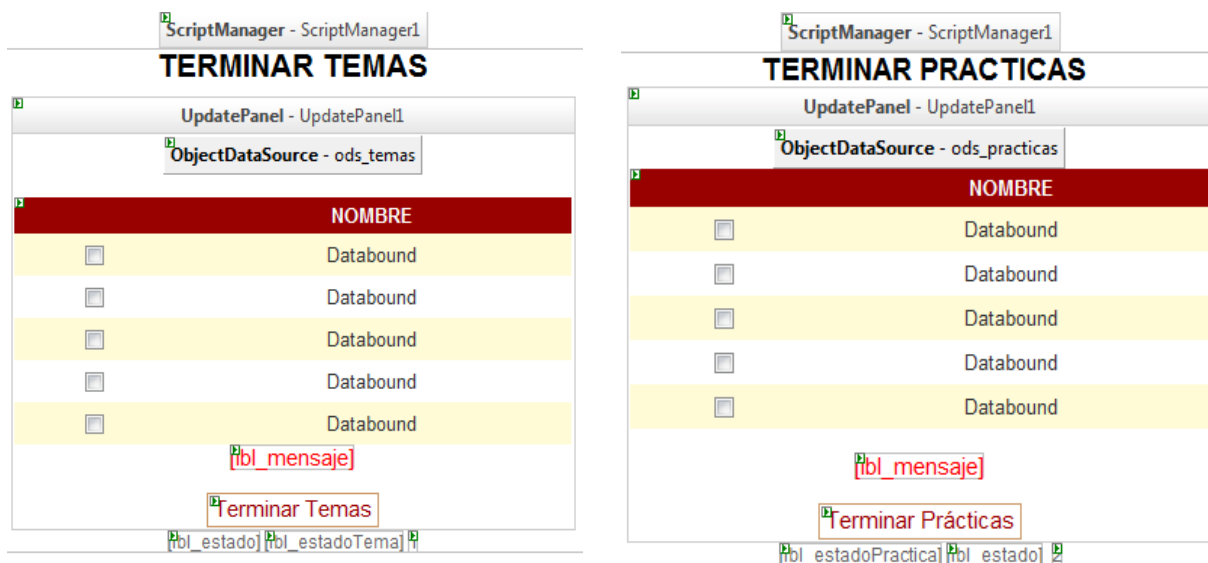 ScriptManager - ScriptManager1
TERMINAR TEMAS
UpdatePanel - UpdatePanel1
ObjectDataSource - ods_temas
NOMBRE
Databound
Databound
Databound
Databound
Databound
[lbl_mensaje]
Terminar Temas
[lbl_estado] [lbl_estadoTema]
ScriptManager - ScriptManager1
TERMINAR PRACTICAS
UpdatePanel - UpdatePanel1
ObjectDataSource - ods_practicas
NOMBRE
Databound
Databound
Databound
Databound
Databound
[lbl_mensaje]
Terminar Prácticas
[lbl_estadoPractica] [lbl_estado]